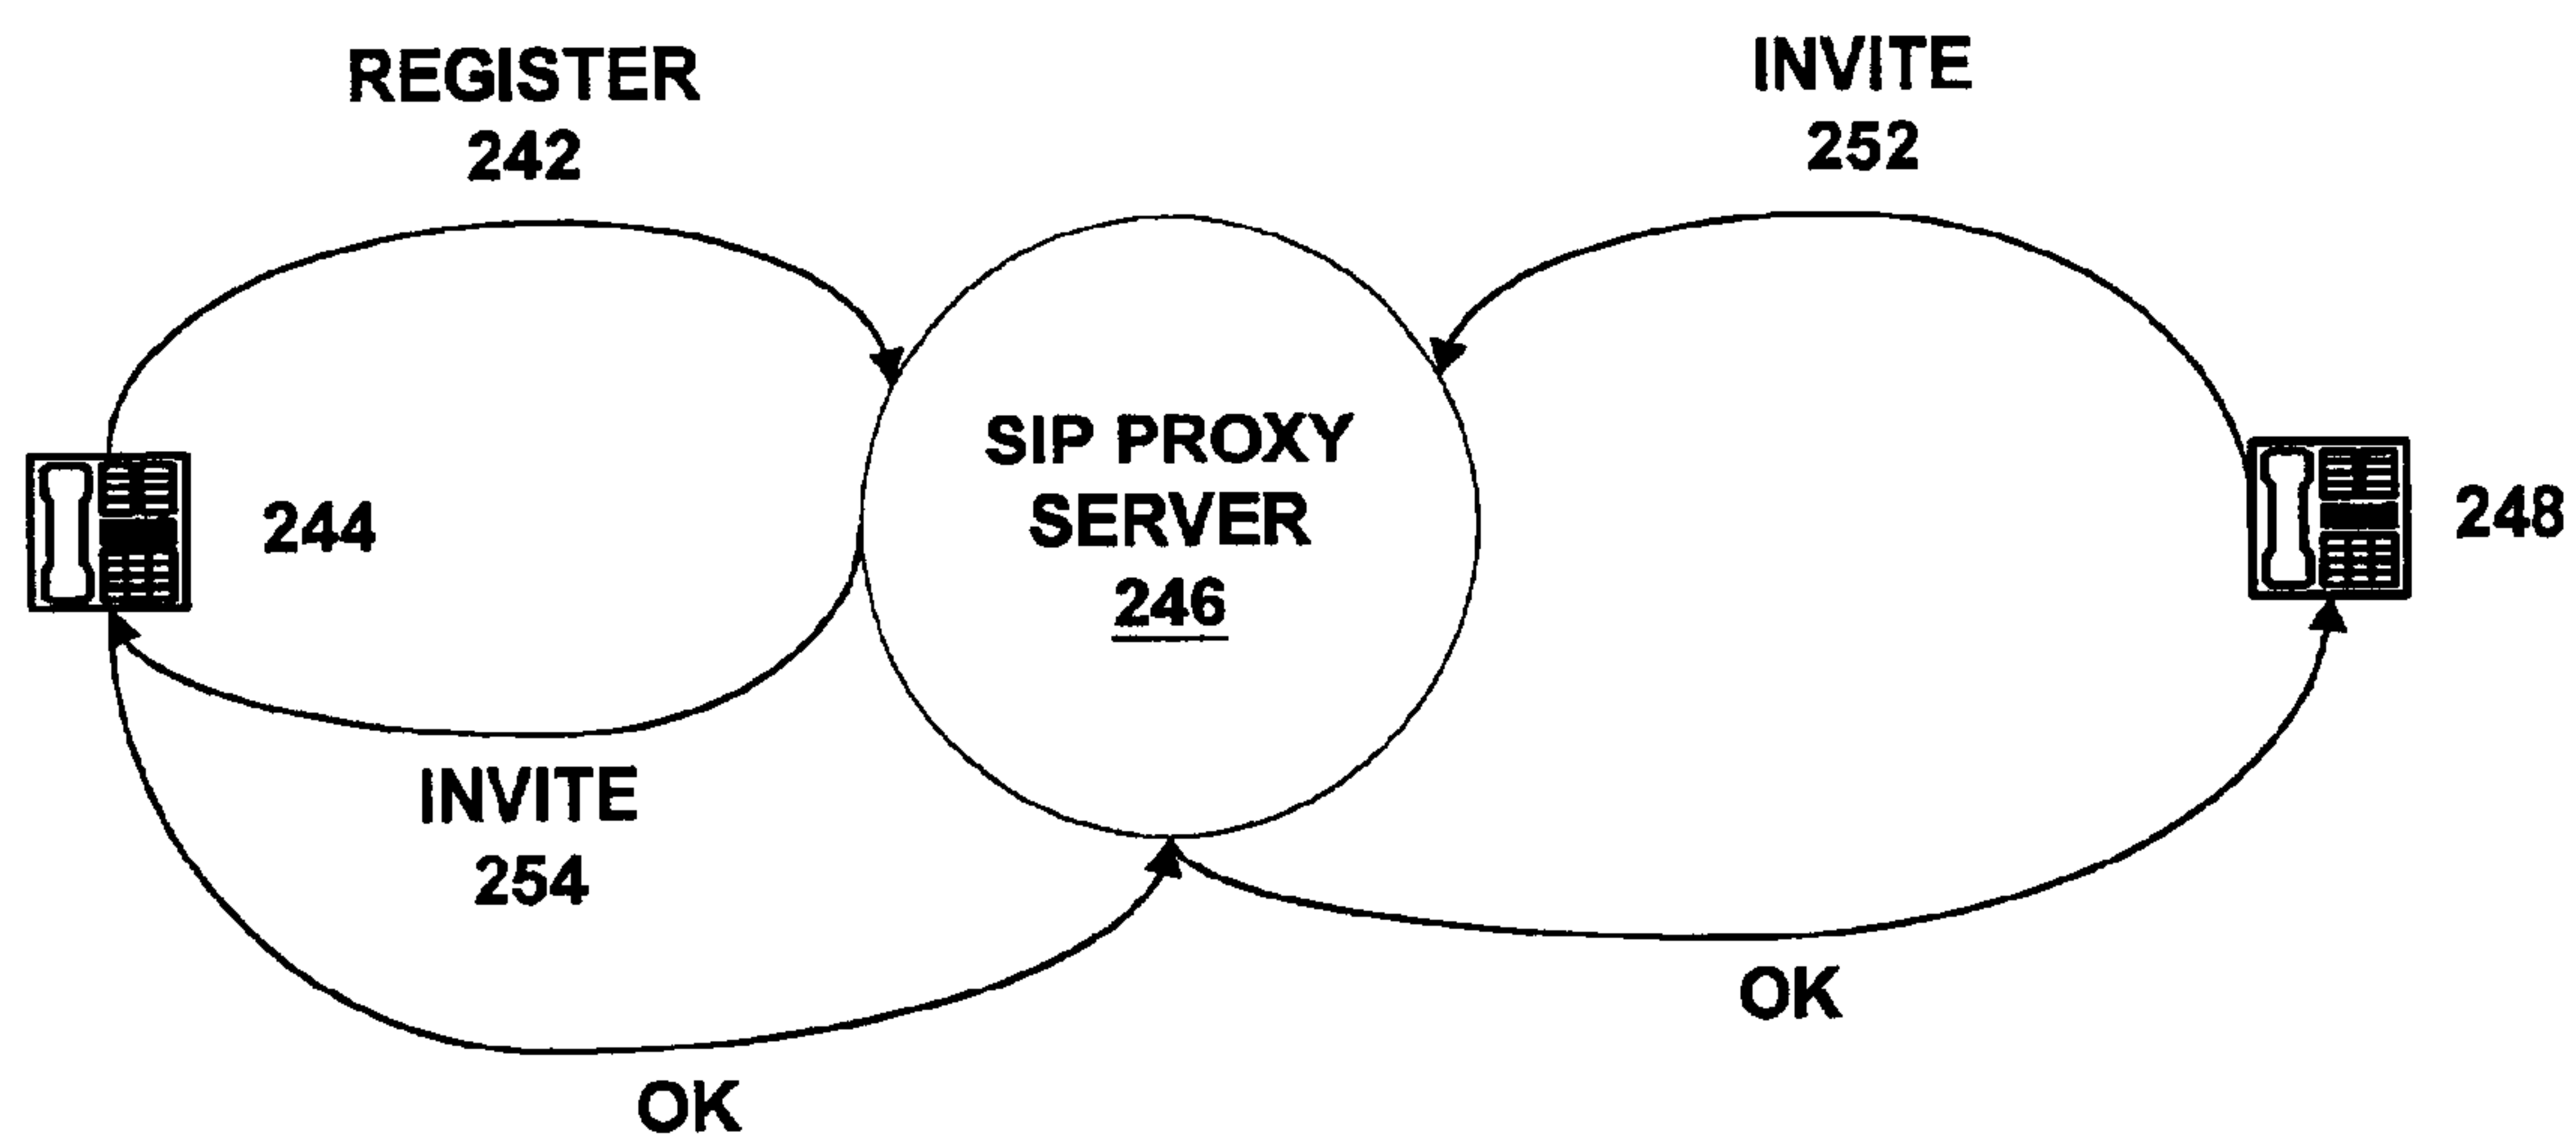 REGISTER
242
INVITE
252
SIP PROXY
SERVER
246
244
248
INVITE
254
OK
OK